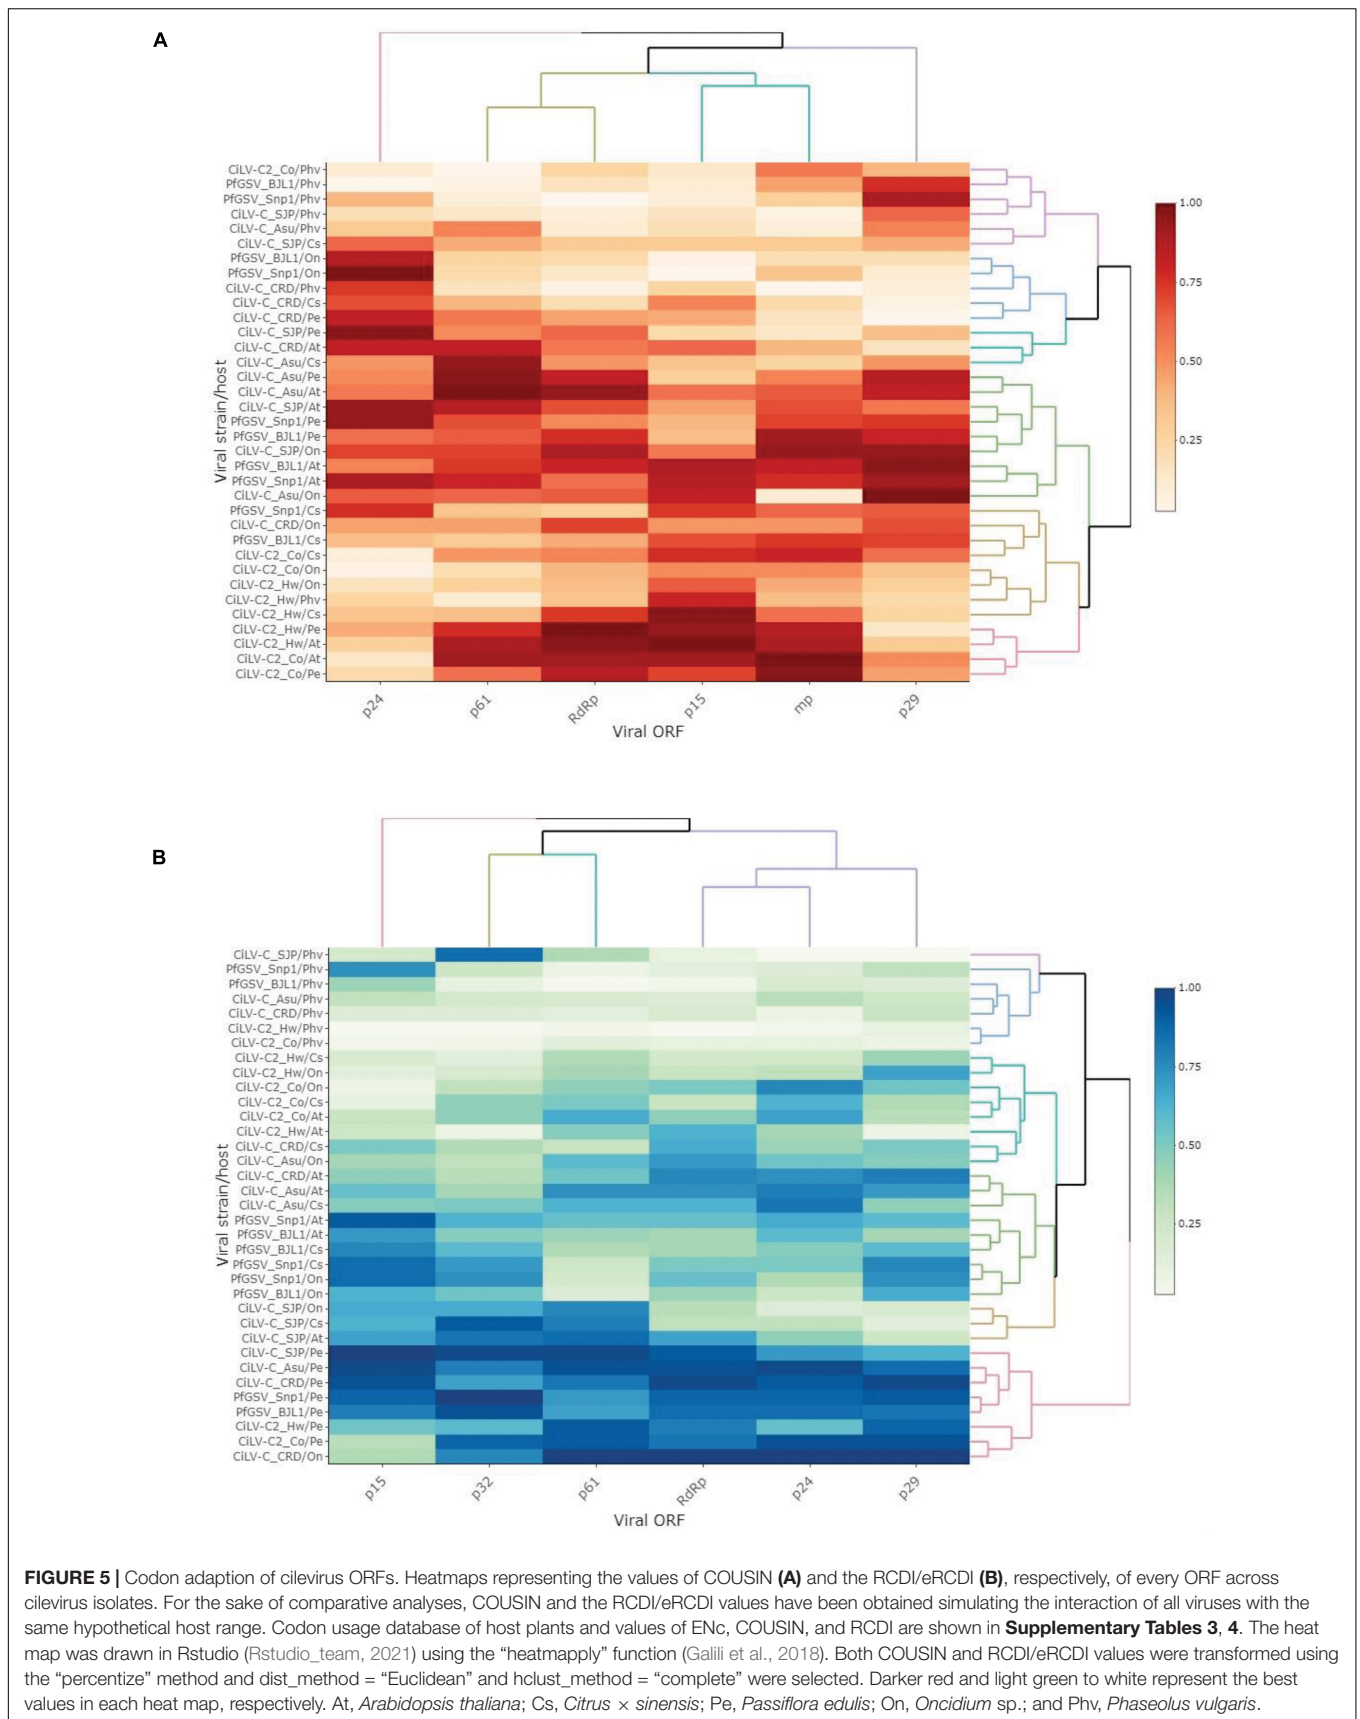 A
CiLV-C2_Co/Phv
PfGSV_BJL1/Phv
PfGSV_Snp1/Phv
CiLV-C_SJP/Phv
CiLV-C_Asu/Phv
CiLV-C_SJP/Cs
PfGSV_BJL1/On
PfGSV_Snp1/On
CiLV-C_CRD/Phv
CiLV-C_CRD/Cs
CiLV-C_CRD/Pe
CiLV-C_SJP/Pe
CiLV-C_CRD/At
CiLV-C_Asu/Cs
CiLV-C_Asu/Pe
CiLV-C_Asu/At
CiLV-C_SJP/At
PfGSV_Snp1/Pe
PfGSV_BJL1/Pe
CiLV-C_SJP/On
PfGSV_BJL1/At
PfGSV_Snp1/At
CiLV-C_Asu/On
PfGSV_Snp1/Cs
CiLV-C_CRD/On
PfGSV_BJL1/Cs
CiLV-C2_Co/Cs
CiLV-C2_Co/On
CiLV-C2_Hw/On
CiLV-C2_Hw/Phv
CiLV-C2_Hw/Cs
CiLV-C2_Hw/Pe
CiLV-C2_Hw/At
CiLV-C2_Co/At
CiLV-C2_Co/Pe
Viral strain/host
p24 p61 RdRp p15 mp p29
Viral ORF
1.00
0.75
0.50
0.25
B
CiLV-C_SJP/Phv
PfGSV_Snp1/Phv
PfGSV_BJL1/Phv
CiLV-C_Asu/Phv
CiLV-C_CRD/Phv
CiLV-C2_Hw/Phv
CiLV-C2_Co/Phv
CiLV-C2_Hw/Cs
CiLV-C2_Hw/On
CiLV-C2_Co/On
CiLV-C2_Co/Cs
CiLV-C2_Co/At
CiLV-C2_Hw/At
CiLV-C_CRD/Cs
CiLV-C_Asu/On
CiLV-C_CRD/At
CiLV-C_Asu/At
CiLV-C_Asu/Cs
PfGSV_Snp1/At
PfGSV_BJL1/At
PfGSV_BJL1/Cs
PfGSV_Snp1/Cs
PfGSV_Snp1/On
PfGSV_BJL1/On
CiLV-C_SJP/On
CiLV-C_SJP/Cs
CiLV-C_SJP/At
CiLV-C_SJP/Pe
CiLV-C_Asu/Pe
CiLV-C_CRD/Pe
PfGSV_Snp1/Pe
PfGSV_BJL1/Pe
CiLV-C2_Hw/Pe
CiLV-C2_Co/Pe
CiLV-C_CRD/On
Viral strain/host
p15 p32 p61 RdRp p24 p29
Viral ORF
1.00
0.75
0.50
0.25
FIGURE 5 | Codon adaption of cilevirus ORFs. Heatmaps representing the values of COUSIN (A) and the RCDI/eRCDI (B), respectively, of every ORF across
cilevirus isolates. For the sake of comparative analyses, COUSIN and the RCDI/eRCDI values have been obtained simulating the interaction of all viruses with the
same hypothetical host range. Codon usage database of host plants and values of ENc, COUSIN, and RCDI are shown in Supplementary Tables 3, 4. The heat
map was drawn in Rstudio (Rstudio_team, 2021) using the “heatmapply” function (Galili et al., 2018). Both COUSIN and RCDI/eRCDI values were transformed using
the “percentize” method and dist_method = “Euclidean” and hclust_method = “complete” were selected. Darker red and light green to white represent the best
values in each heat map, respectively. At, Arabidopsis thaliana; Cs, Citrus × sinensis; Pe, Passiflora edulis; On, Oncidium sp.; and Phv, Phaseolus vulgaris.